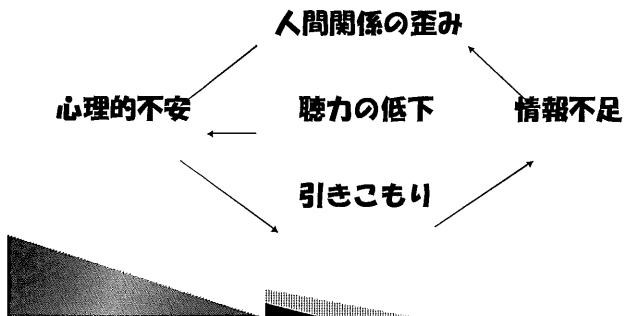 人間関係の歪み
心理的不安 聴力の低下 情報不足
引きこもり